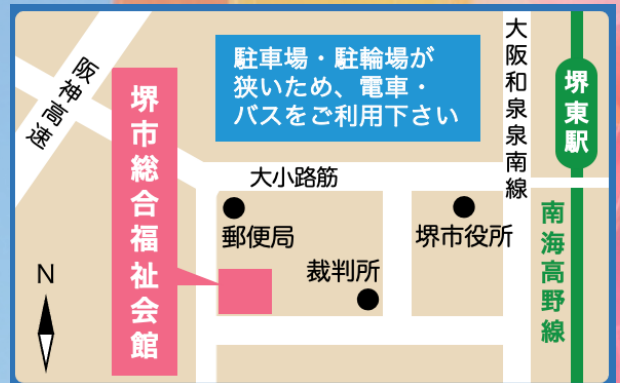 駐車場・駐輪場が
狭いため、電車・
バスをご利用下さい
大阪和泉泉南線
堺東駅
阪神高速
堺市総合福祉会館
大小路筋
郵便局
堺市役所
裁判所
南海高野線
N